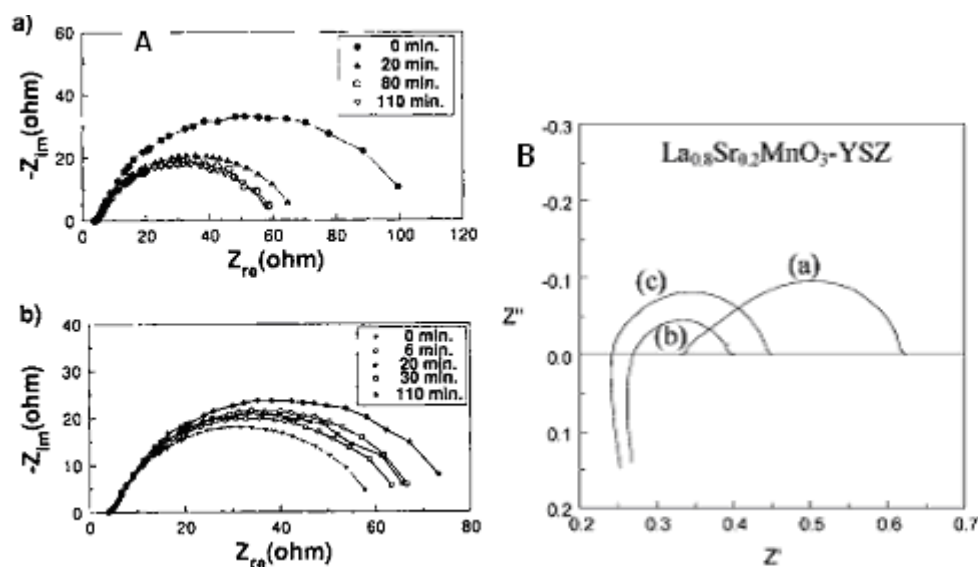 a)
A
0 min.
20 min.
80 min.
110 min.
60
40
20
0
-Z_im(ohm)
0 20 40 60 80 100 120
Z_re(ohm)
b)
0 min.
6 min.
20 min.
30 min.
110 min.
40
30
20
10
0
-Z_im(ohm)
0 20 40 60 80
Z_re(ohm)
B
La0.8Sr0.2MnO3-YSZ
(a)
(c)
(b)
-0.3
-0.2
-0.1
0.0
0.1
0.2
Z"
0.2 0.3 0.4 0.5 0.6 0.7
Z'